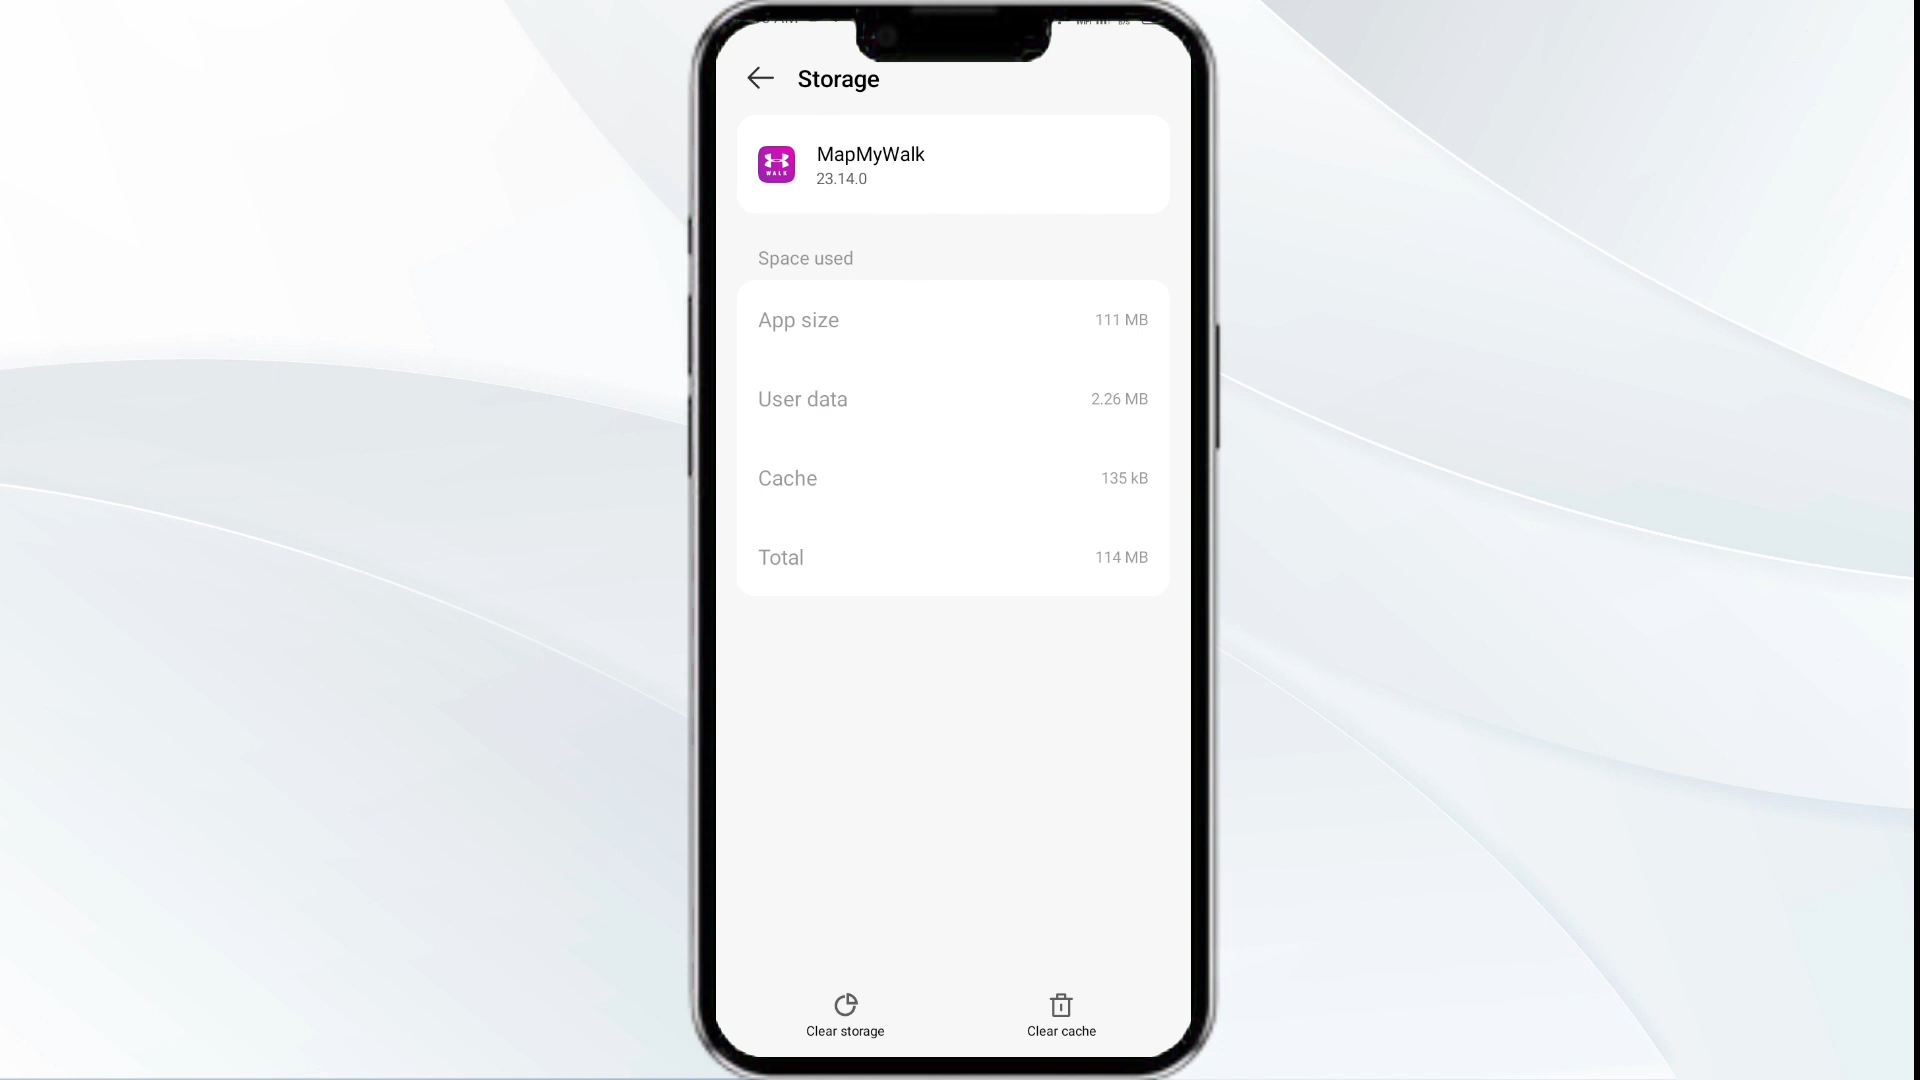 Storage
MapMyWalk
WALK
23.14.0
Space used
App size 111 MB
User data 2.26 MB
Cache 135 kB
Total 114 MB
Clear storage Clear cache